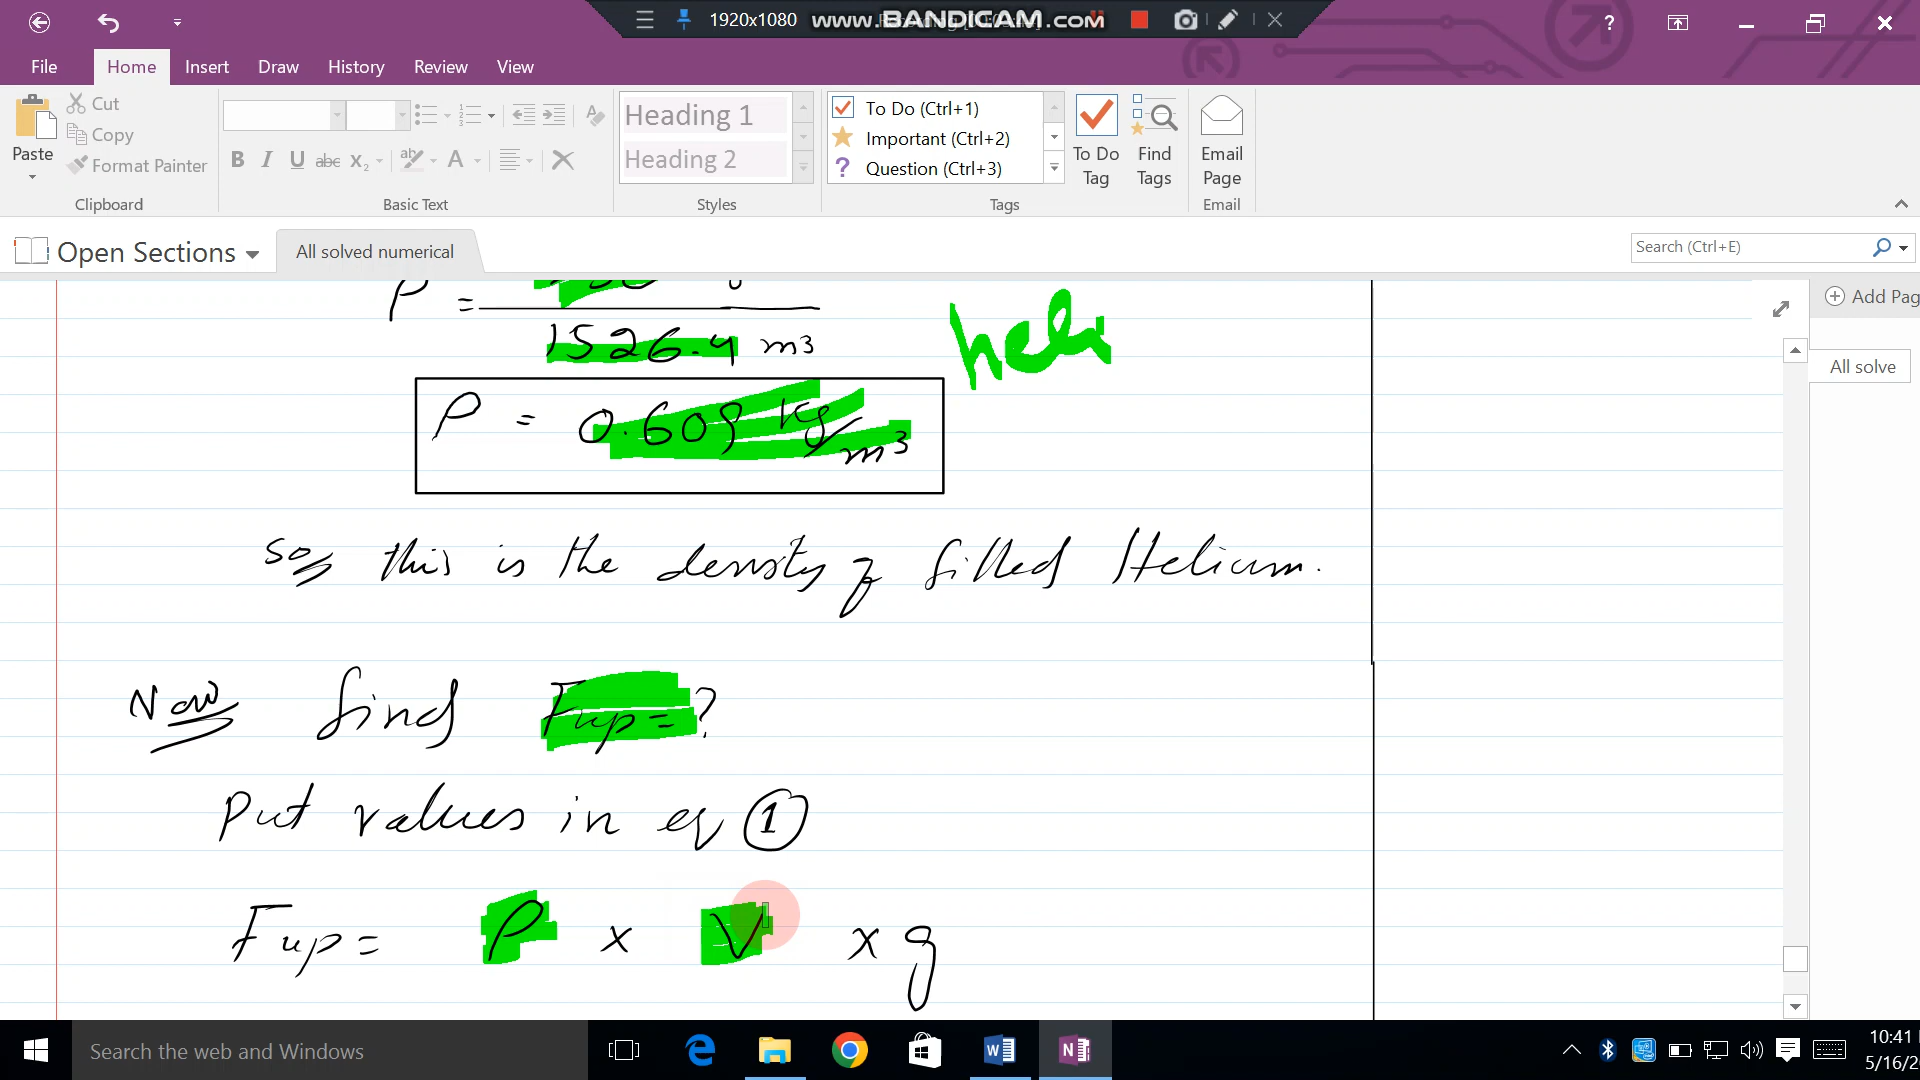 1920x1080 www.BANDICAM.com
File Home Insert Draw History Review View
Cut
Copy
Format Painter
Paste
Clipboard
B I U abc X₂ A
Basic Text
Heading 1
Heading 2
Styles
To Do (Ctrl+1)
Important (Ctrl+2)
Question (Ctrl+3)
Tags
To Do Tag
Find Tags
Email Page
Email
Open Sections
All solved numerical
Search (Ctrl+E)
Add Pag
All solve
P =
1526.4 m³
heli
P = 0.609 kg/m³
so, this is the density of filled Helium.
Now find Fup=?
Put values in eq ①
Fup= P x V x g
Search the web and Windows
10:41
5/16/2